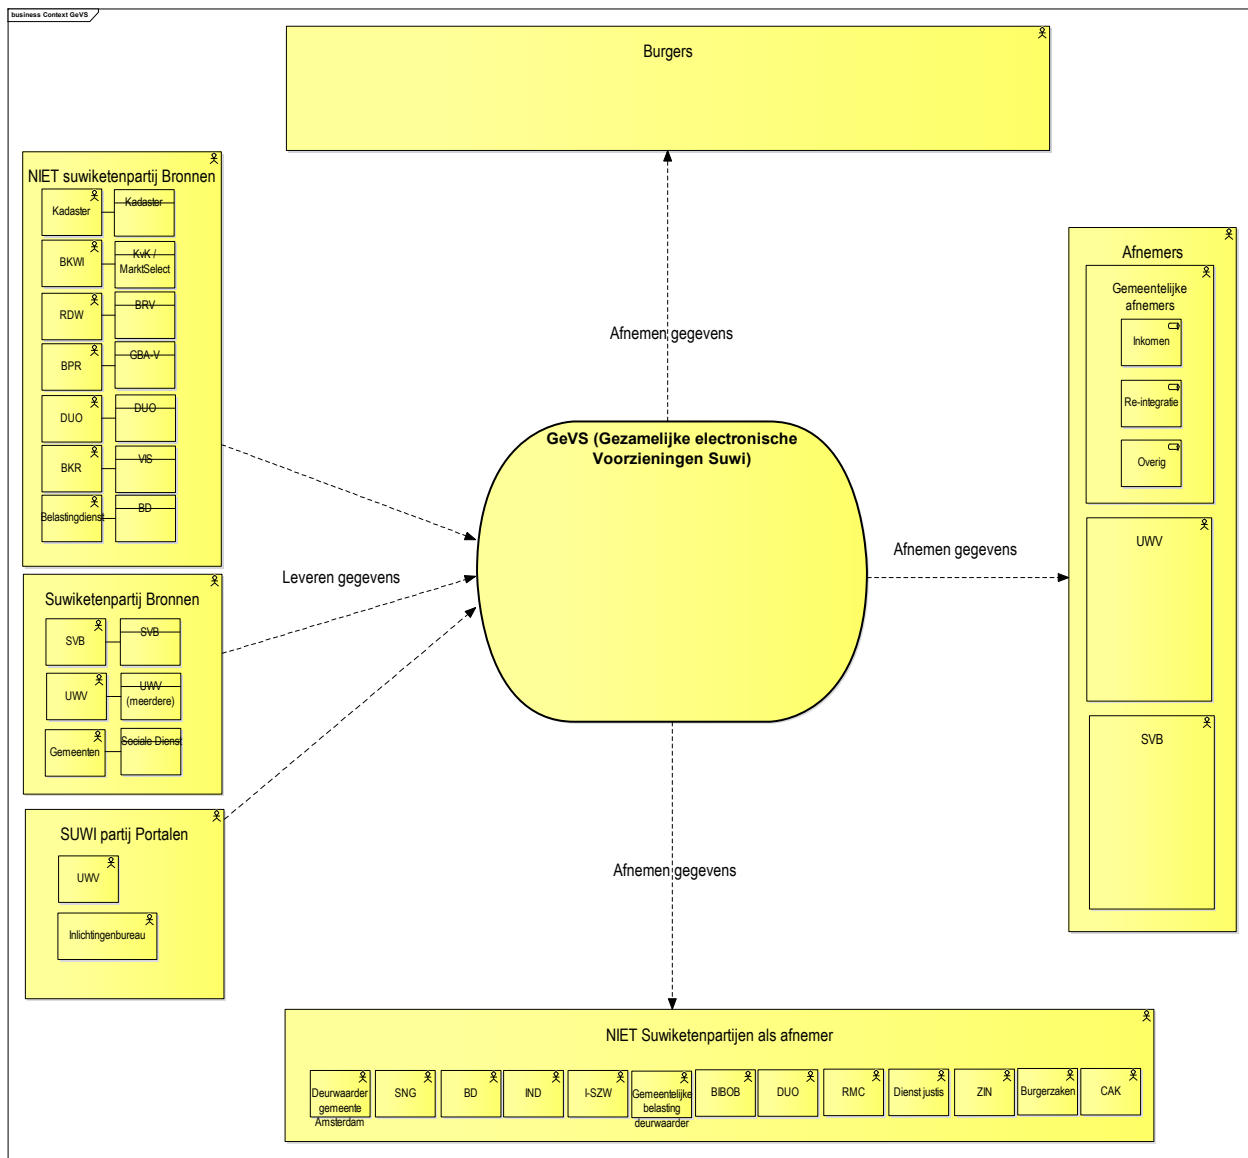 business Context GeVS
Burgers
NIET suwiketenpartij Bronnen
Kadaster
Kadaster
BKWI
KvK /
MarktSelect
RDW
BRV
BPR
GBA-V
DUO
DUO
BKR
VIS
Belastingdienst
BD
Suwiketenpartij Bronnen
SVB
SVB
UWV
UWV
(meerdere)
Gemeenten
Sociale Dienst
SUWI partij Portalen
UWV
Inlichtingenbureau
Leveren gegevens
Afnemen gegevens
GeVS (Gezamelijke electronische
Voorzieningen Suwi)
Afnemen gegevens
Afnemen gegevens
Afnemers
Gemeentelijke
afnemers
Inkomen
Re-integratie
Overig
UWV
SVB
NIET Suwiketenpartijen als afnemer
Deurwaarder
gemeente
Amsterdam
SNG
BD
IND
I-SZW
Gemeentelijke
belasting
deurwaarder
BIBOB
DUO
RMC
Dienst justis
ZIN
Burgerzaken
CAK